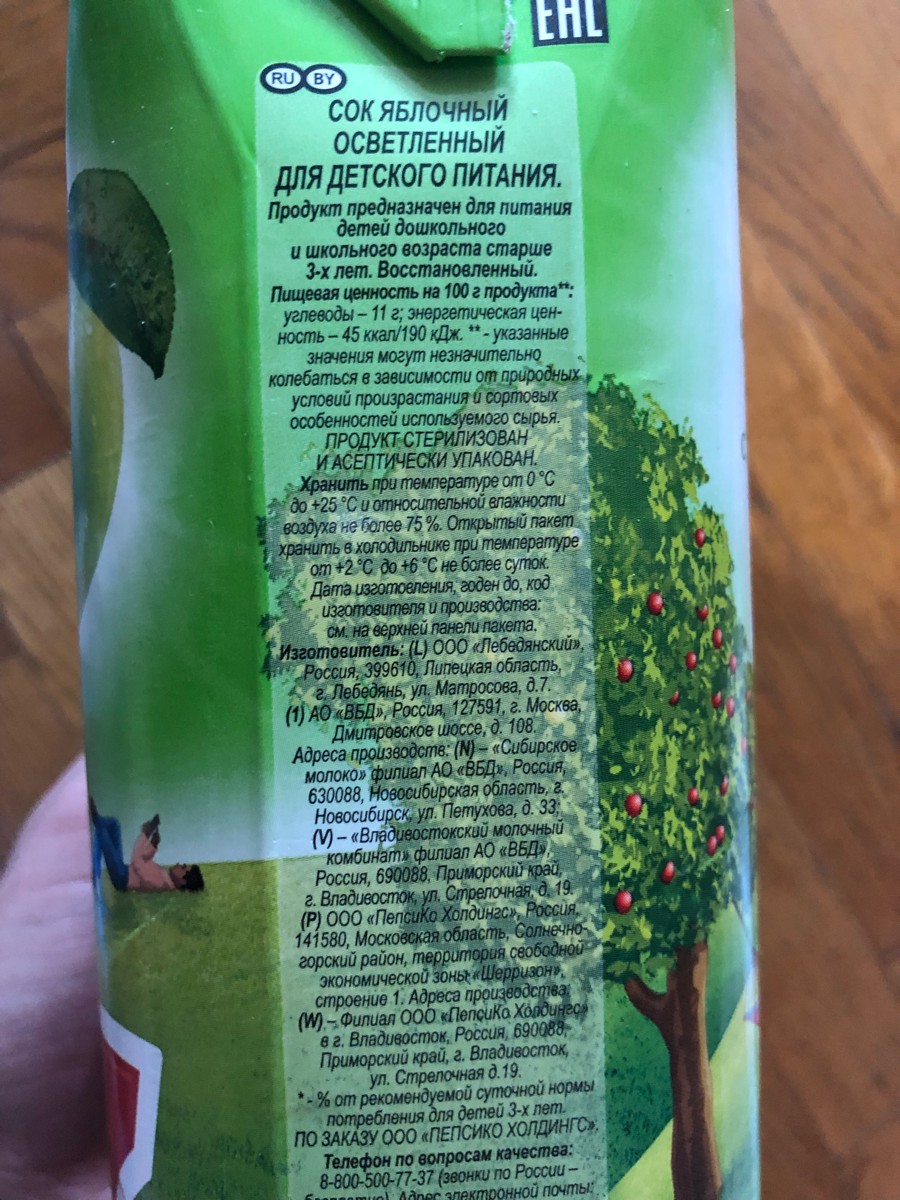 EAC
RU BY
СОК ЯБЛОЧНЫЙ
ОСВЕТЛЕННЫЙ
ДЛЯ ДЕТСКОГО ПИТАНИЯ.
Продукт предназначен для питания
детей дошкольного
и школьного возраста старше
3-х лет. Восстановленный.
Пищевая ценность на 100 г продукта**:
углеводы – 11 г; энергетическая цен-
ность – 45 ккал/190 кДж. ** - указанные
значения могут незначительно
колебаться в зависимости от природных
условий произрастания и сортовых
особенностей используемого сырья.
ПРОДУКТ СТЕРИЛИЗОВАН
И АСЕПТИЧЕСКИ УПАКОВАН.
Хранить при температуре от 0 °C
до +25 °C и относительной влажности
воздуха не более 75 %. Открытый пакет
хранить в холодильнике при температуре
от +2 °C до +6 °C не более суток.
Дата изготовления, годен до, код
изготовителя и производства:
см. на верхней панели пакета.
Изготовитель: (L) ООО «Лебедянский»,
Россия, 399610, Липецкая область,
г. Лебедянь, ул. Матросова, д.7.
(1) АО «ВБД», Россия, 127591, г. Москва,
Дмитровское шоссе, д. 108.
Адреса производств: (N) – «Сибирское
молоко» филиал АО «ВБД», Россия,
630088, Новосибирская область, г.
Новосибирск, ул. Петухова, д. 33;
(V) – «Владивостокский молочный
комбинат» филиал АО «ВБД»,
Россия, 690088, Приморский край,
г. Владивосток, ул. Стрелочная, д. 19.
(P) ООО «ПепсиКо Холдингс», Россия,
141580, Московская область, Солнечно-
горский район, территория свободной
экономической зоны «Шерризон»,
строение 1. Адреса производства:
(W) – Филиал ООО «ПепсиКо Холдингс»
в г. Владивосток, Россия, 690088,
Приморский край, г. Владивосток,
ул. Стрелочная д.19.
* - % от рекомендуемой суточной нормы
потребления для детей 3-х лет.
ПО ЗАКАЗУ ООО «ПЕПСИКО ХОЛДИНГС».
Телефон по вопросам качества:
8-800-500-77-37 (звонки по России –
бесплатно). Адрес электронной почты: